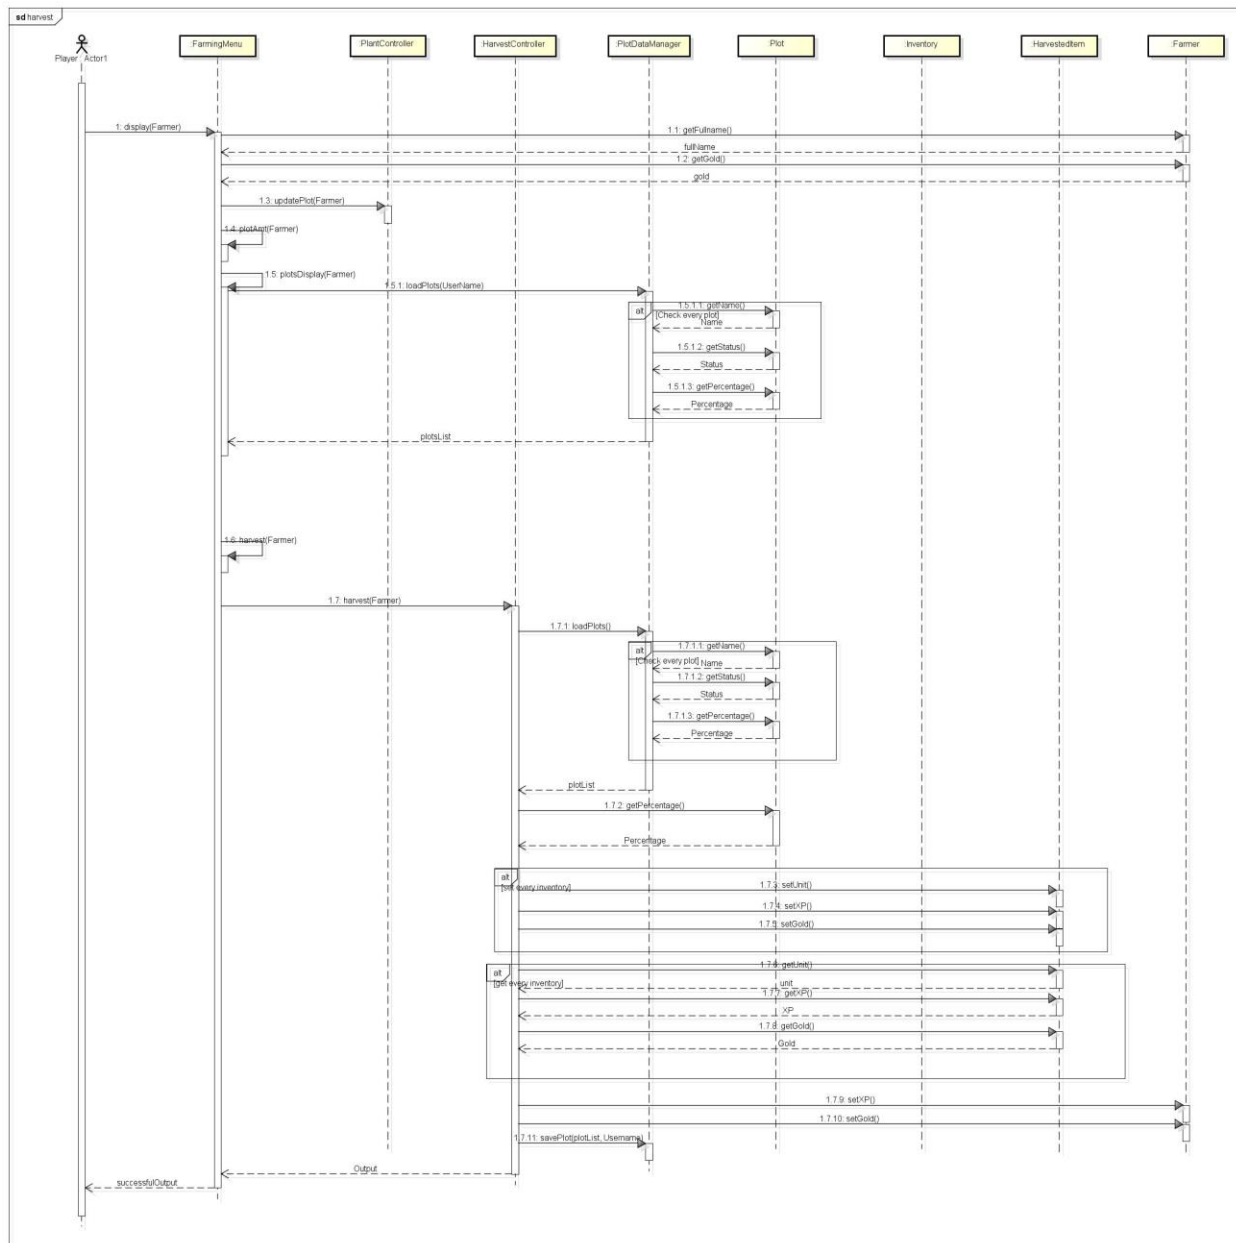 sd harvest
Player : Actor1
:FarmingMenu
:PlantController
:HarvestController
:PlotDataManager
:Plot
:Inventory
:HarvestedItem
:Farmer
1: display(Farmer)
1.1: getFullname()
fullName
1.2: getGold()
gold
1.3: updatePlot(Farmer)
1.4: plotAmt(Farmer)
1.5: plotsDisplay(Farmer)
1.5.1: loadPlots(UserName)
alt
[Check every plot]
1.5.1.1: getName()
Name
1.5.1.2: getStatus()
Status
1.5.1.3: getPercentage()
Percentage
plotsList
1.6: harvest(Farmer)
1.7: harvest(Farmer)
1.7.1: loadPlots()
alt
[Check every plot]
1.7.1.1: getName()
Name
1.7.1.2: getStatus()
Status
1.7.1.3: getPercentage()
Percentage
plotList
1.7.2: getPercentage()
Percentage
alt
[set every inventory]
1.7.3: setUnit()
1.7.4: setXP()
1.7.5: setGold()
alt
[get every inventory]
1.7.6: getUnit()
unit
1.7.7: getXP()
XP
1.7.8: getGold()
Gold
1.7.9: setXP()
1.7.10: setGold()
1.7.11: savePlot(plotList, Username)
Output
successfulOutput